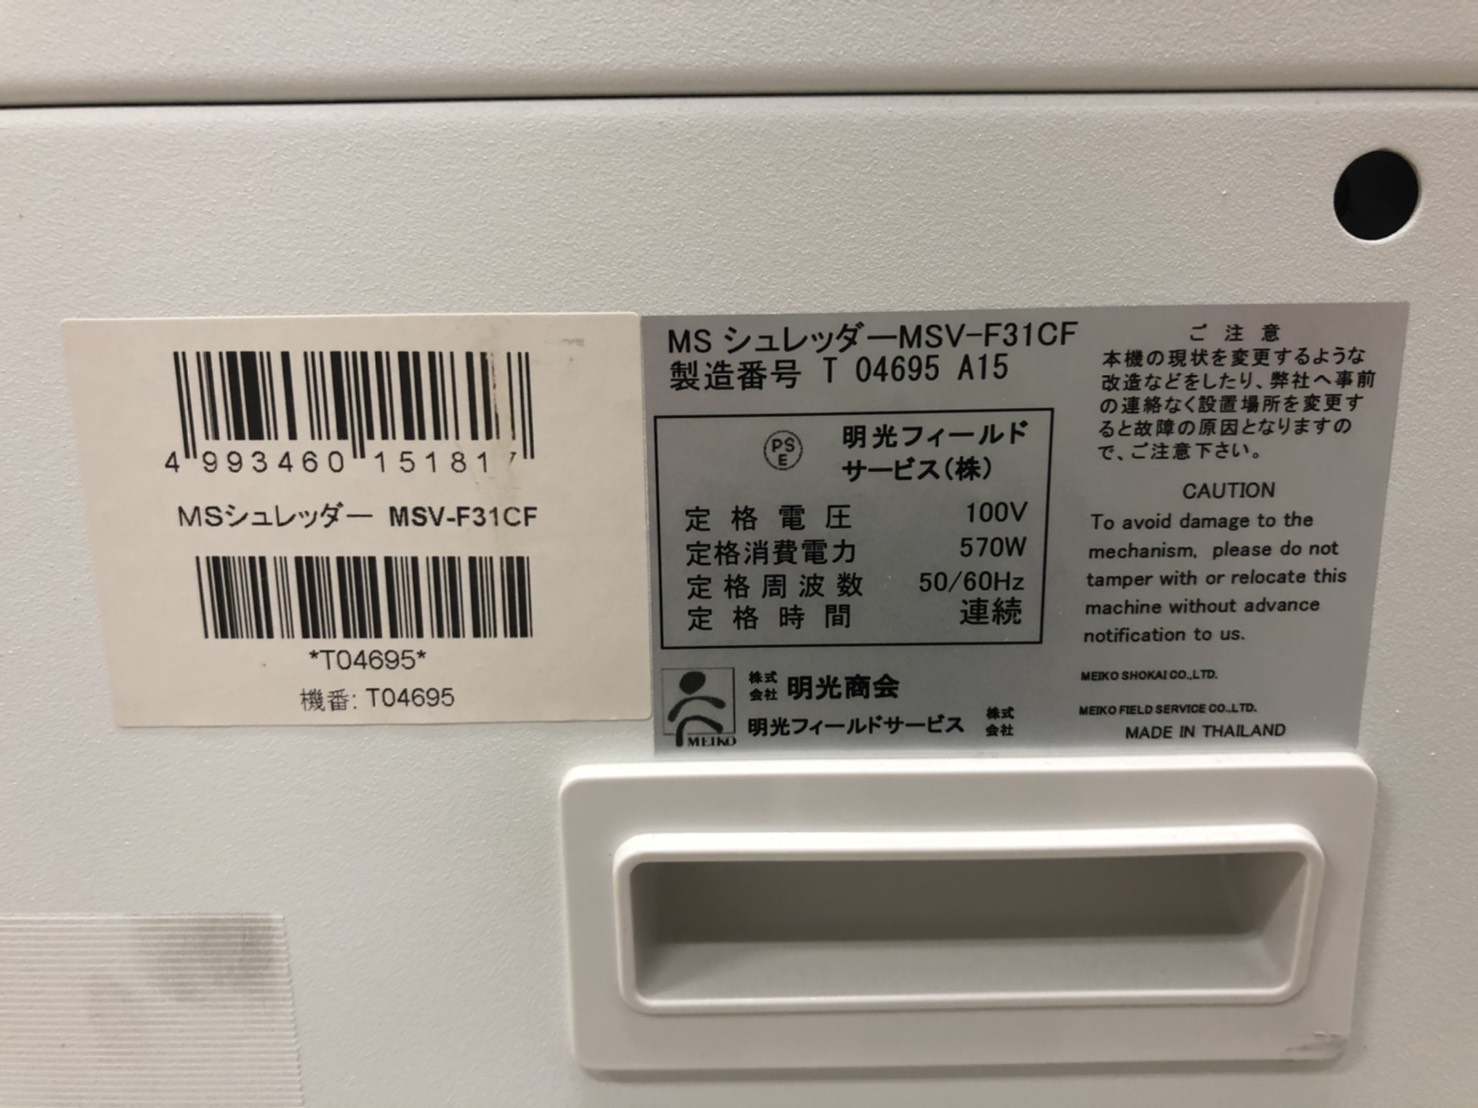 4 993460 151817
MSシュレッダー MSV-F31CF
*T04695*
機番: T04695
MS シュレッダーMSV-F31CF
製造番号 T 04695 A15
PS
E
明光フィールド
サービス(株)
定格電圧 100V
定格消費電力 570W
定格周波数 50/60Hz
定格時間 連続
MEIKO
株式
会社 明光商会
明光フィールドサービス 株式
会社
ご注意
本機の現状を変更するような
改造などをしたり、弊社へ事前
の連絡なく設置場所を変更す
ると故障の原因となりますの
で、ご注意下さい。
CAUTION
To avoid damage to the
mechanism, please do not
tamper with or relocate this
machine without advance
notification to us.
MEIKO SHOKAI CO.,LTD.
MEIKO FIELD SERVICE CO.,LTD.
MADE IN THAILAND